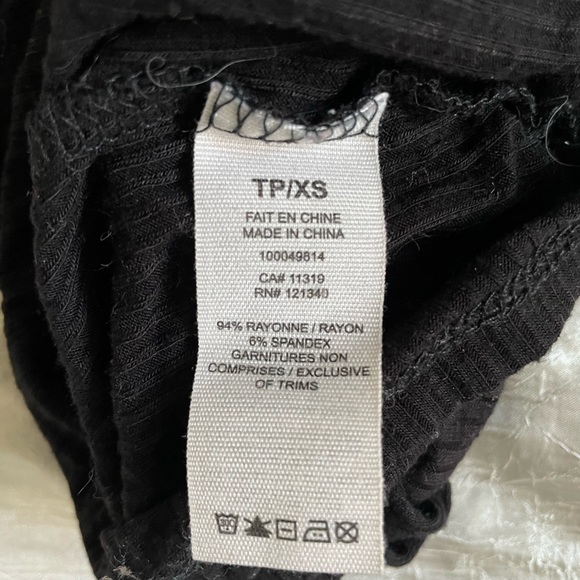 TP/XS
FAIT EN CHINE
MADE IN CHINA
100049814
CA# 11319
RN# 121340
94% RAYONNE / RAYON
6% SPANDEX
GARNITURES NON
COMPRISES / EXCLUSIVE
OF TRIMS